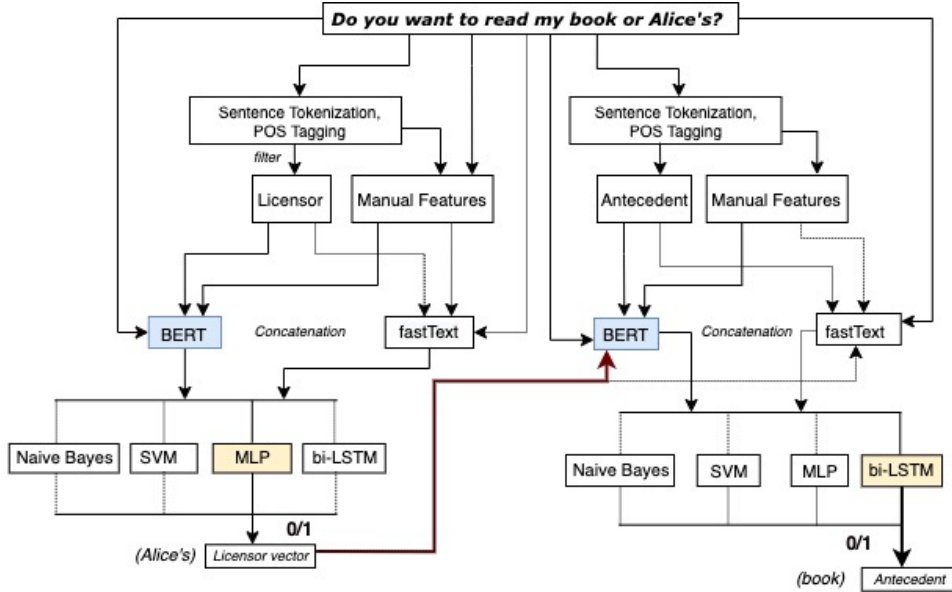 Do you want to read my book or Alice's?
Sentence Tokenization,
POS Tagging
filter
Licensor
Manual Features
BERT
Concatenation
fastText
Naive Bayes
SVM
MLP
bi-LSTM
0/1
(Alice's)
Licensor vector
Sentence Tokenization,
POS Tagging
Antecedent
Manual Features
BERT
Concatenation
fastText
Naive Bayes
SVM
MLP
bi-LSTM
0/1
(book)
Antecedent